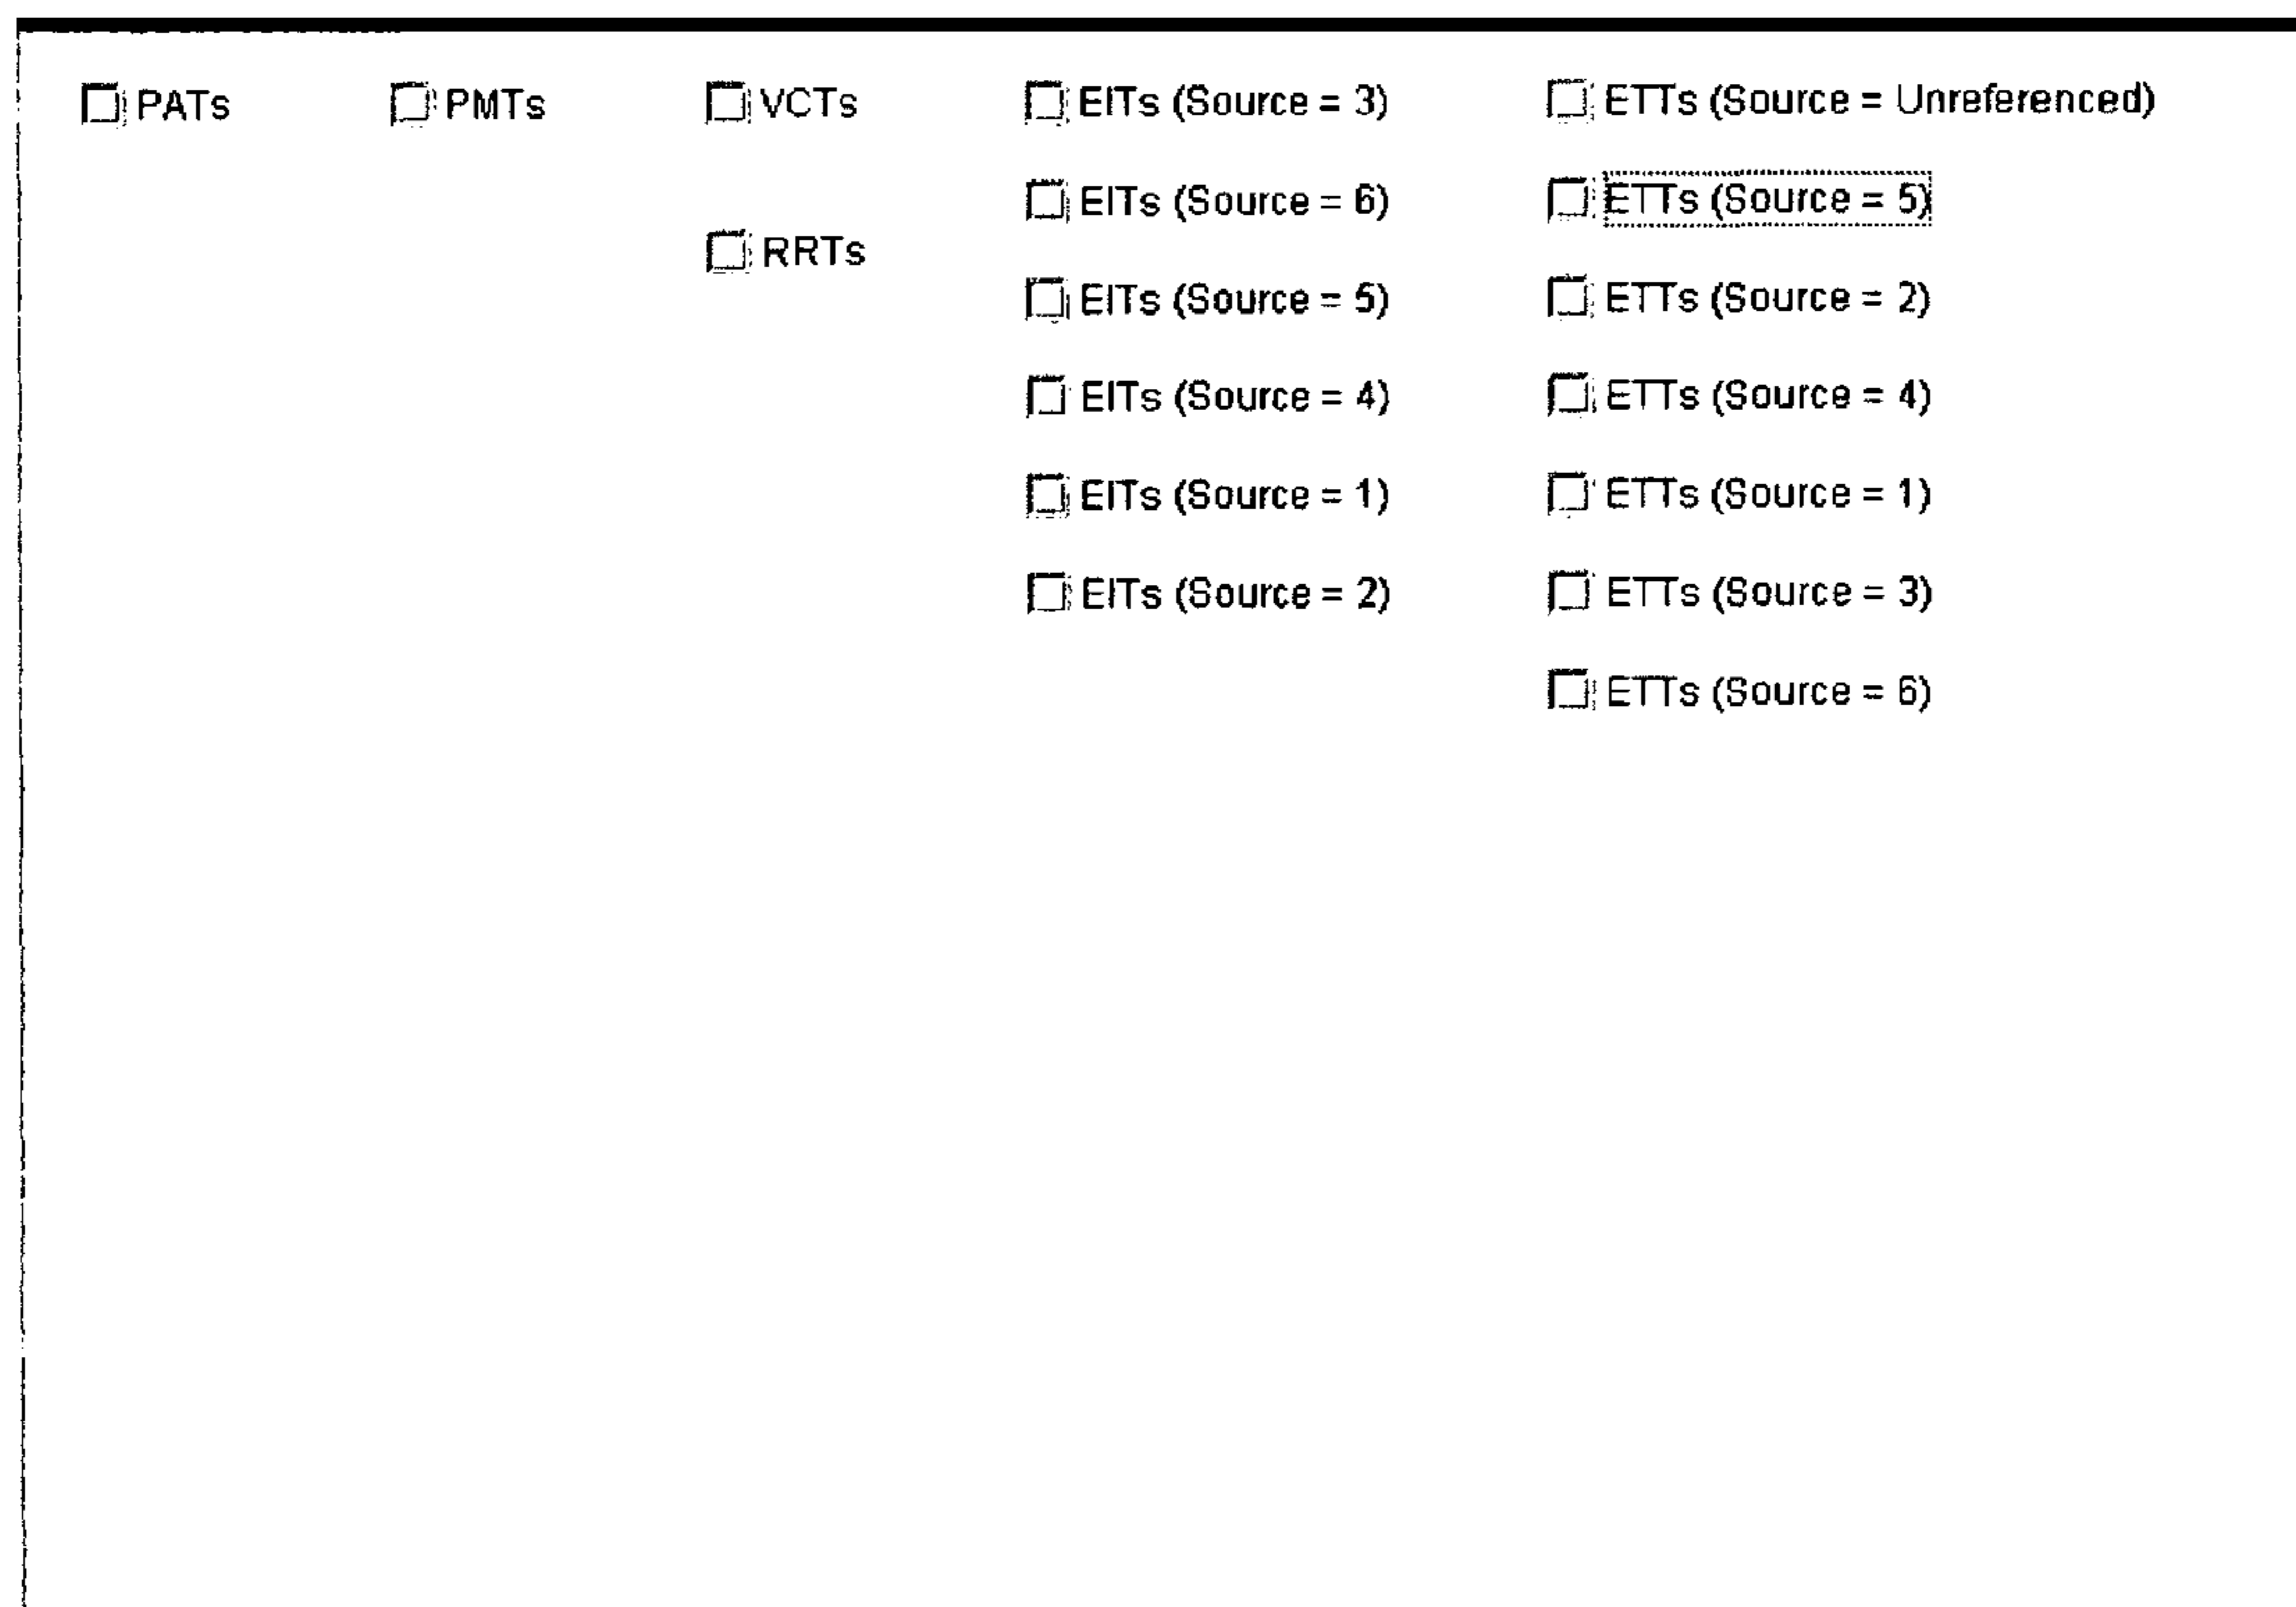 PATs PMTs VCTs EITs (Source = 3) ETTs (Source = Unreferenced)
EITs (Source = 6) ETTs (Source = 5)
RRTs
EITs (Source = 5) ETTs (Source = 2)
EITs (Source = 4) ETTs (Source = 4)
EITs (Source = 1) ETTs (Source = 1)
EITs (Source = 2) ETTs (Source = 3)
ETTs (Source = 6)